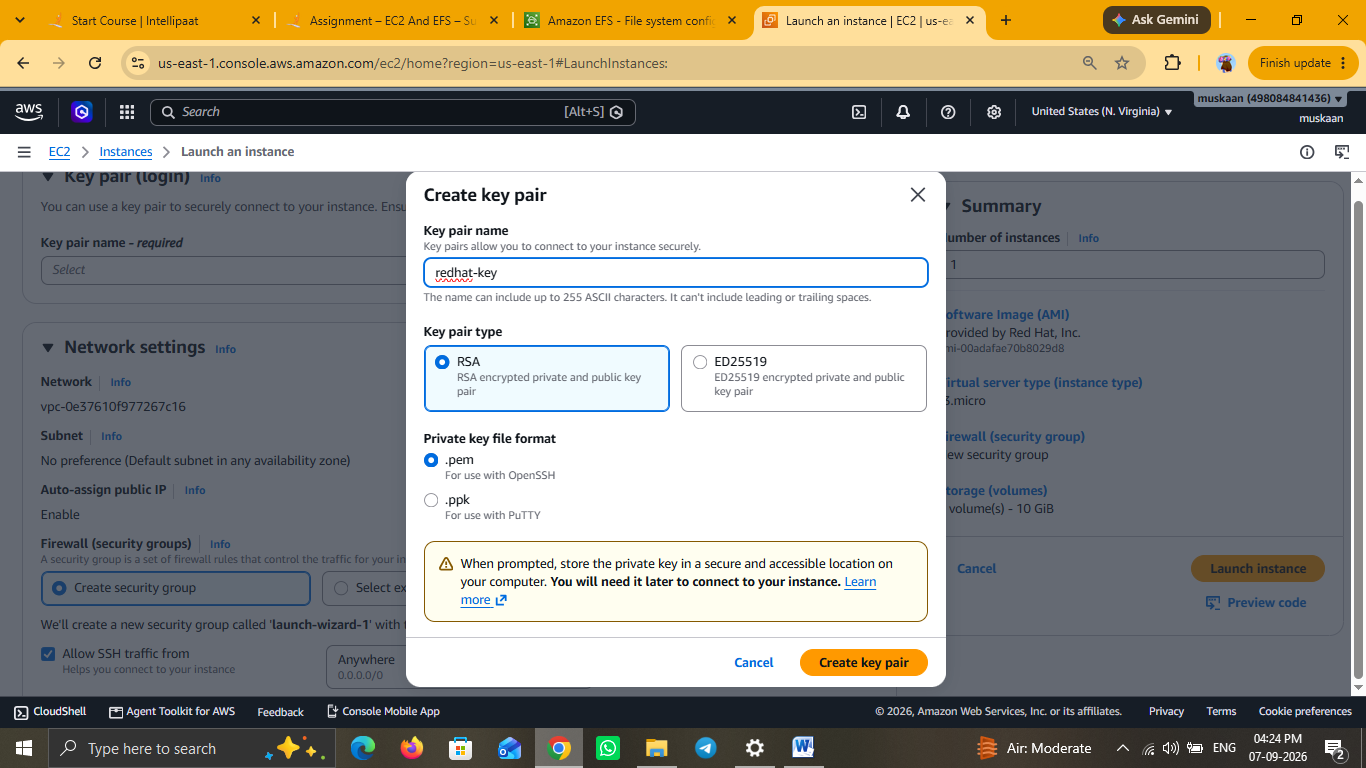 Start Course | Intellipaat
Assignment – EC2 And EFS – Su
Amazon EFS - File system confi
Launch an instance | EC2 | us-ea
Ask Gemini
us-east-1.console.aws.amazon.com/ec2/home?region=us-east-1#LaunchInstances:
Finish update
aws
Search
[Alt+S]
United States (N. Virginia)
muskaan (498084841436)
muskaan
EC2
Instances
Launch an instance
Key pair (login) Info
You can use a key pair to securely connect to your instance. Ensu
Key pair name - required
Select
Network settings Info
Network Info
vpc-0e37610f977267c16
Subnet Info
No preference (Default subnet in any availability zone)
Auto-assign public IP Info
Enable
Firewall (security groups) Info
A security group is a set of firewall rules that control the traffic for your in
Create security group
Select ex
We'll create a new security group called 'launch-wizard-1' with t
Allow SSH traffic from
Helps you connect to your instance
Anywhere
0.0.0.0/0
Create key pair
Key pair name
Key pairs allow you to connect to your instance securely.
redhat-key
The name can include up to 255 ASCII characters. It can't include leading or trailing spaces.
Key pair type
RSA
RSA encrypted private and public key
pair
ED25519
ED25519 encrypted private and public
key pair
Private key file format
.pem
For use with OpenSSH
.ppk
For use with PuTTY
When prompted, store the private key in a secure and accessible location on
your computer. You will need it later to connect to your instance. Learn
more
Cancel
Create key pair
Summary
umber of instances Info
1
oftware Image (AMI)
rovided by Red Hat, Inc.
mi-00adafae70b8029d8
irtual server type (instance type)
3.micro
irewall (security group)
ew security group
torage (volumes)
volume(s) - 10 GiB
Cancel
Launch instance
Preview code
CloudShell
Agent Toolkit for AWS
Feedback
Console Mobile App
© 2026, Amazon Web Services, Inc. or its affiliates.
Privacy
Terms
Cookie preferences
Type here to search
Air: Moderate
ENG
04:24 PM
07-09-2026
2